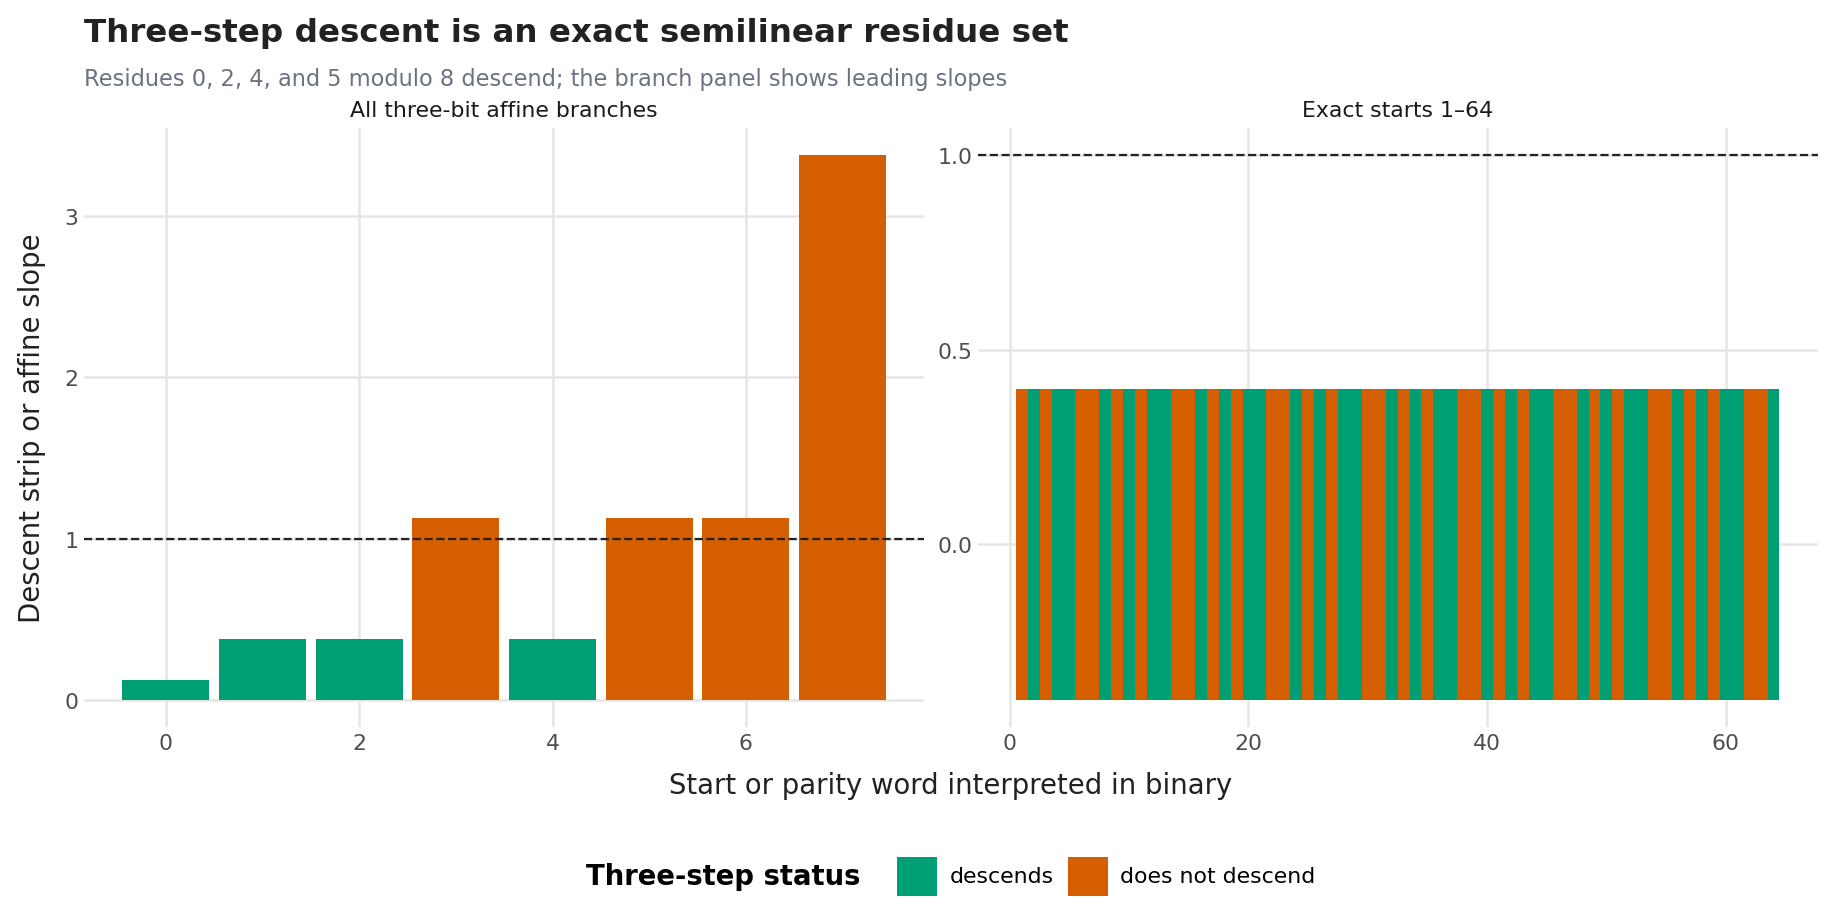 Three-step descent is an exact semilinear residue set
Residues 0, 2, 4, and 5 modulo 8 descend; the branch panel shows leading slopes
All three-bit affine branches
Exact starts 1–64
Descent strip or affine slope
3
2
1
0
0 2 4 6
1.0
0.5
0.0
0 20 40 60
Start or parity word interpreted in binary
Three-step status descends does not descend